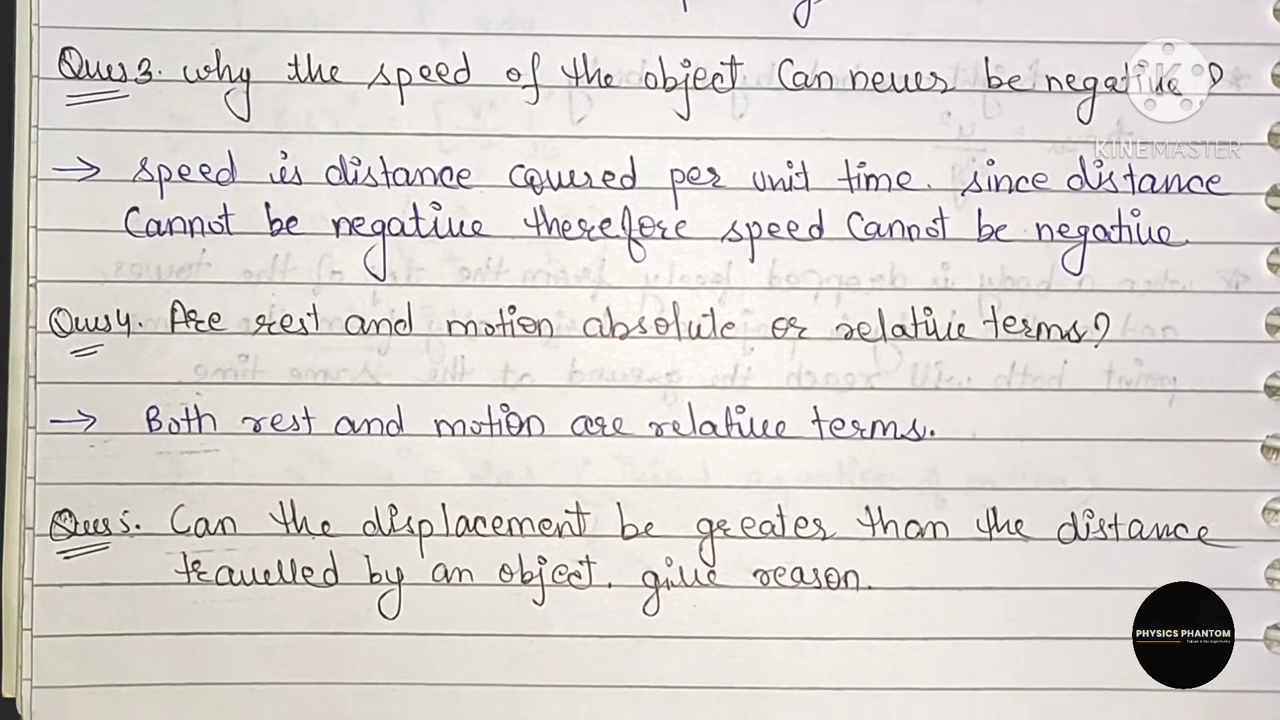 Ques 3. why the speed of the object can never be negative ?
KINEMASTER
→ speed is distance covered per unit time. since distance
cannot be negative therefore speed cannot be negative.
Ques 4. Are rest and motion absolute or relative terms?
→ Both rest and motion are relative terms.
Ques 5. Can the displacement be greater than the distance
travelled by an object. give reason.
PHYSICS PHANTOM